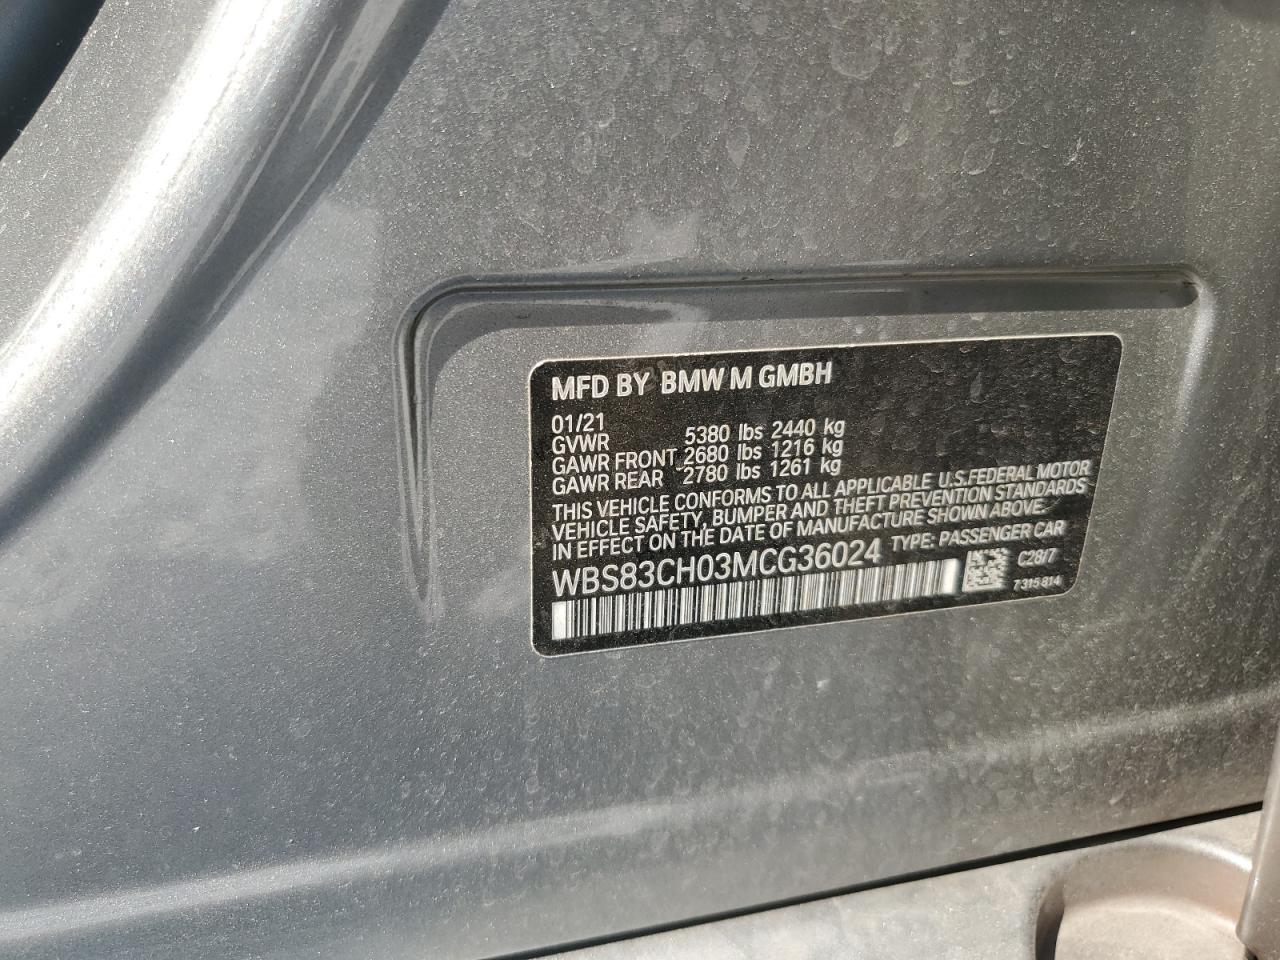 MFD BY BMW M GMBH
01/21
GVWR 5380 lbs 2440 kg
GAWR FRONT 2680 lbs 1216 kg
GAWR REAR 2780 lbs 1261 kg
THIS VEHICLE CONFORMS TO ALL APPLICABLE U.S.FEDERAL MOTOR
VEHICLE SAFETY, BUMPER AND THEFT PREVENTION STANDARDS
IN EFFECT ON THE DATE OF MANUFACTURE SHOWN ABOVE
WBS83CH03MCG36024 TYPE: PASSENGER CAR
C28/7
7315814